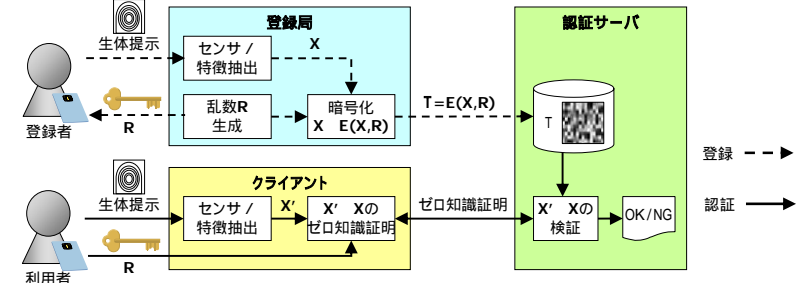 登録局
認証サーバ
生体提示
センサ /
特徴抽出
X
登録者
R
乱数R
生成
暗号化
X E(X,R)
T=E(X,R)
T
登録
クライアント
生体提示
センサ /
特徴抽出
X′
X′ Xの
ゼロ知識証明
ゼロ知識証明
X′ Xの
検証
OK/NG
認証
R
利用者